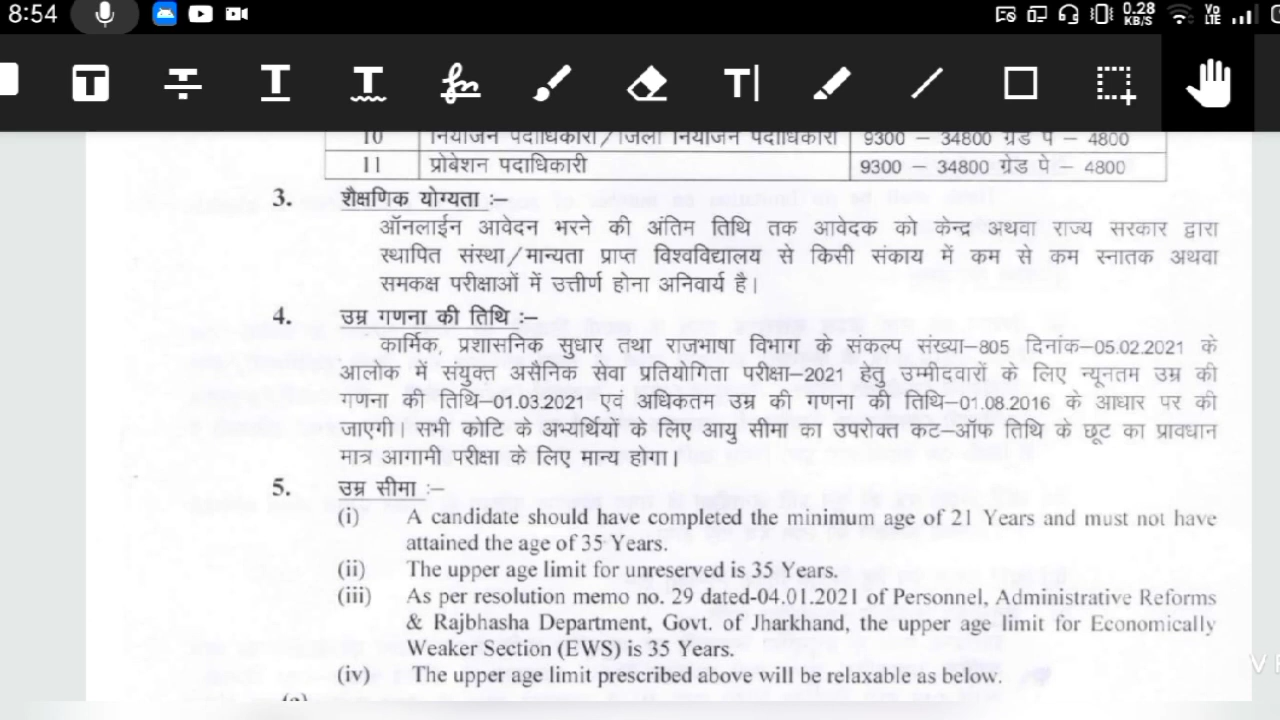 8:54
0.28 KB/S
Vo LTE
10 नियोजन पदाधिकारी/जिला नियोजन पदाधिकारी 9300 – 34800 ग्रेड पे – 4800
11 प्रोबेशन पदाधिकारी 9300 – 34800 ग्रेड पे – 4800
3. शैक्षणिक योग्यता :–
ऑनलाईन आवेदन भरने की अंतिम तिथि तक आवेदक को केन्द्र अथवा राज्य सरकार द्वारा
स्थापित संस्था/मान्यता प्राप्त विश्वविद्यालय से किसी संकाय में कम से कम स्नातक अथवा
समकक्ष परीक्षाओं में उत्तीर्ण होना अनिवार्य है।
4. उम्र गणना की तिथि :–
कार्मिक, प्रशासनिक सुधार तथा राजभाषा विभाग के संकल्प संख्या–805 दिनांक–05.02.2021 के
आलोक में संयुक्त असैनिक सेवा प्रतियोगिता परीक्षा–2021 हेतु उम्मीदवारों के लिए न्यूनतम उम्र की
गणना की तिथि–01.03.2021 एवं अधिकतम उम्र की गणना की तिथि–01.08.2016 के आधार पर की
जाएगी। सभी कोटि के अभ्यर्थियों के लिए आयु सीमा का उपरोक्त कट–ऑफ तिथि के छूट का प्रावधान
मात्र आगामी परीक्षा के लिए मान्य होगा।
5. उम्र सीमा :–
(i) A candidate should have completed the minimum age of 21 Years and must not have
attained the age of 35 Years.
(ii) The upper age limit for unreserved is 35 Years.
(iii) As per resolution memo no. 29 dated-04.01.2021 of Personnel, Administrative Reforms
& Rajbhasha Department, Govt. of Jharkhand, the upper age limit for Economically
Weaker Section (EWS) is 35 Years.
(iv) The upper age limit prescribed above will be relaxable as below.